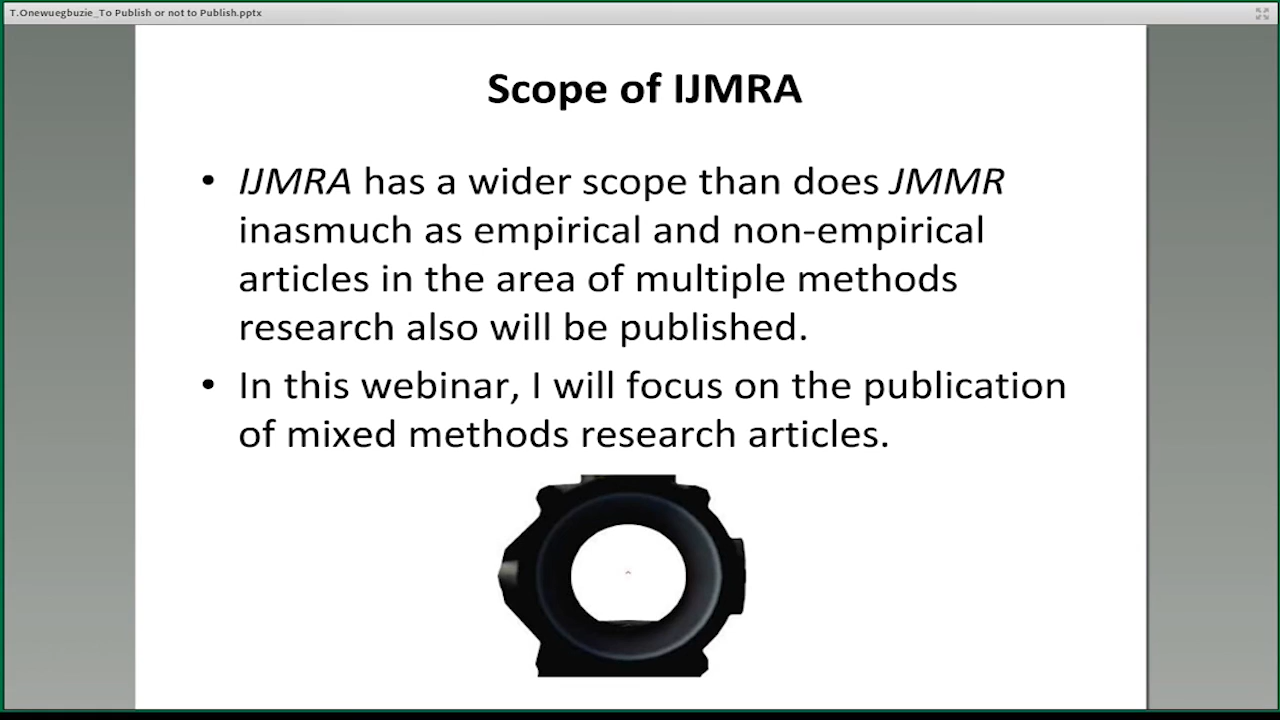 T.Onewuegbuzie_To Publish or not to Publish.pptx
Scope of IJMRA
• IJMRA has a wider scope than does JMMR
inasmuch as empirical and non-empirical
articles in the area of multiple methods
research also will be published.
• In this webinar, I will focus on the publication
of mixed methods research articles.